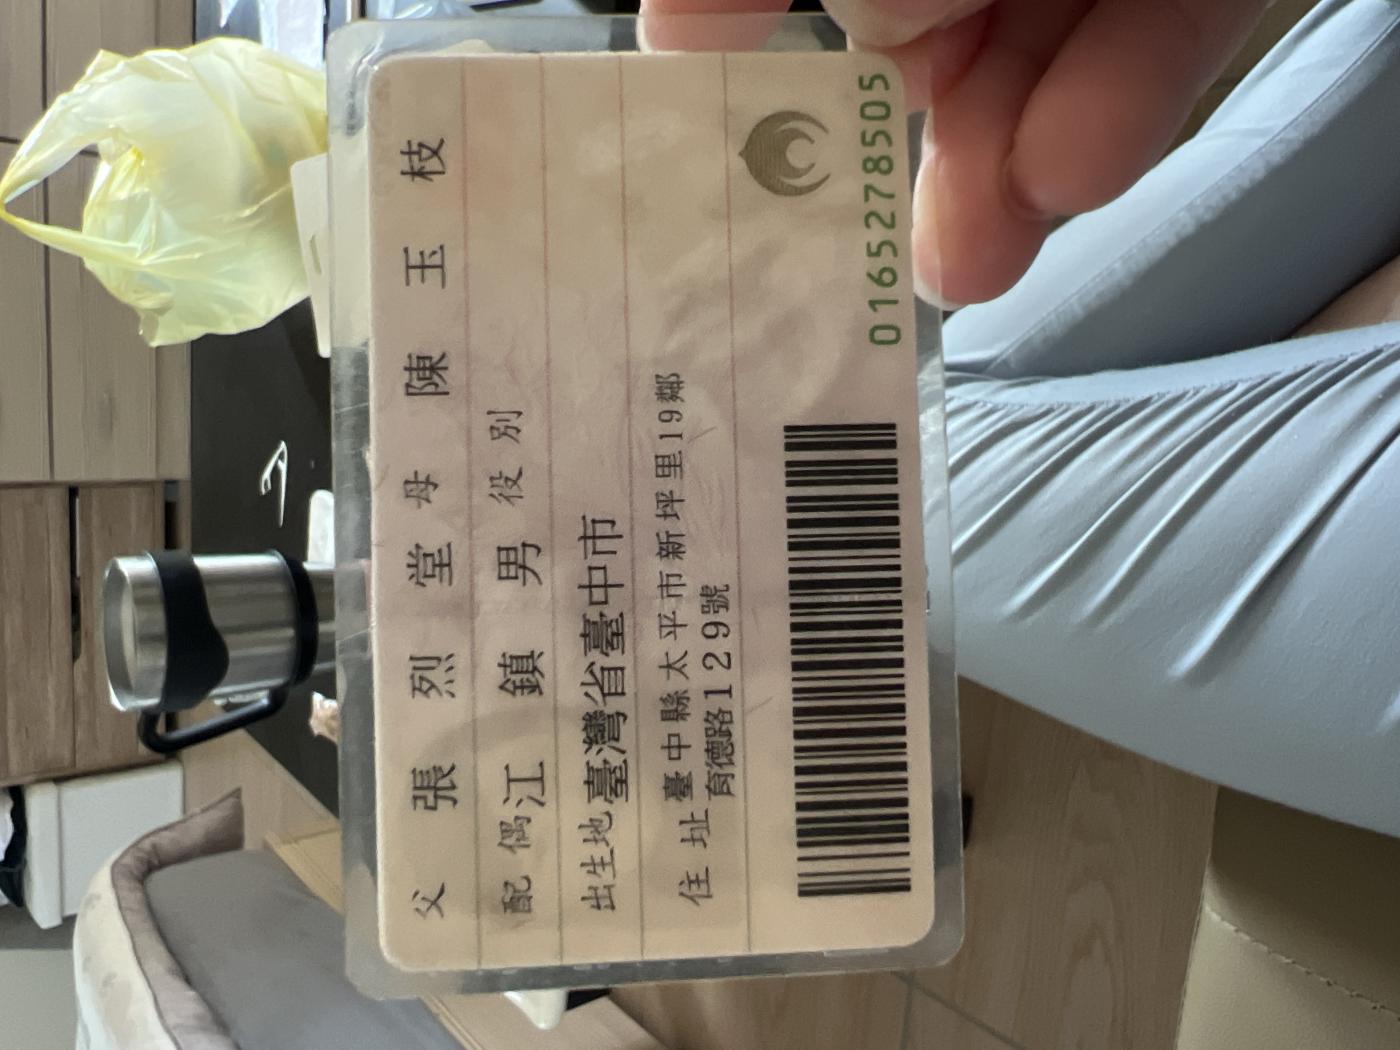 父 張烈堂 母 陳玉枝
配偶 江鎮男 役別
出生地 臺灣省臺中市
住址 臺中縣太平市新坪里19鄰
育德路129號
0165278505